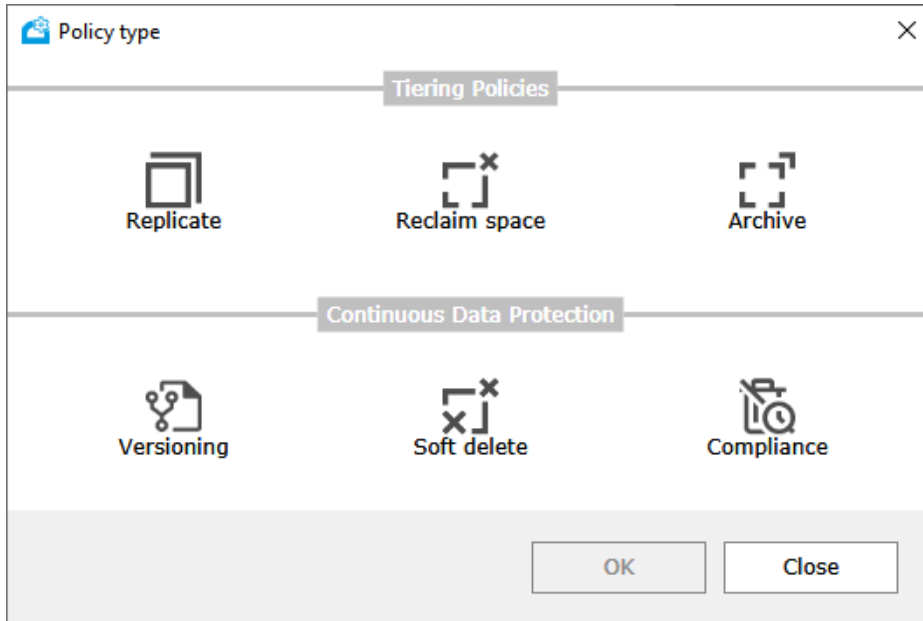 Policy type
Tiering Policies
Replicate
Reclaim space
Archive
Continuous Data Protection
Versioning
Soft delete
Compliance
OK
Close